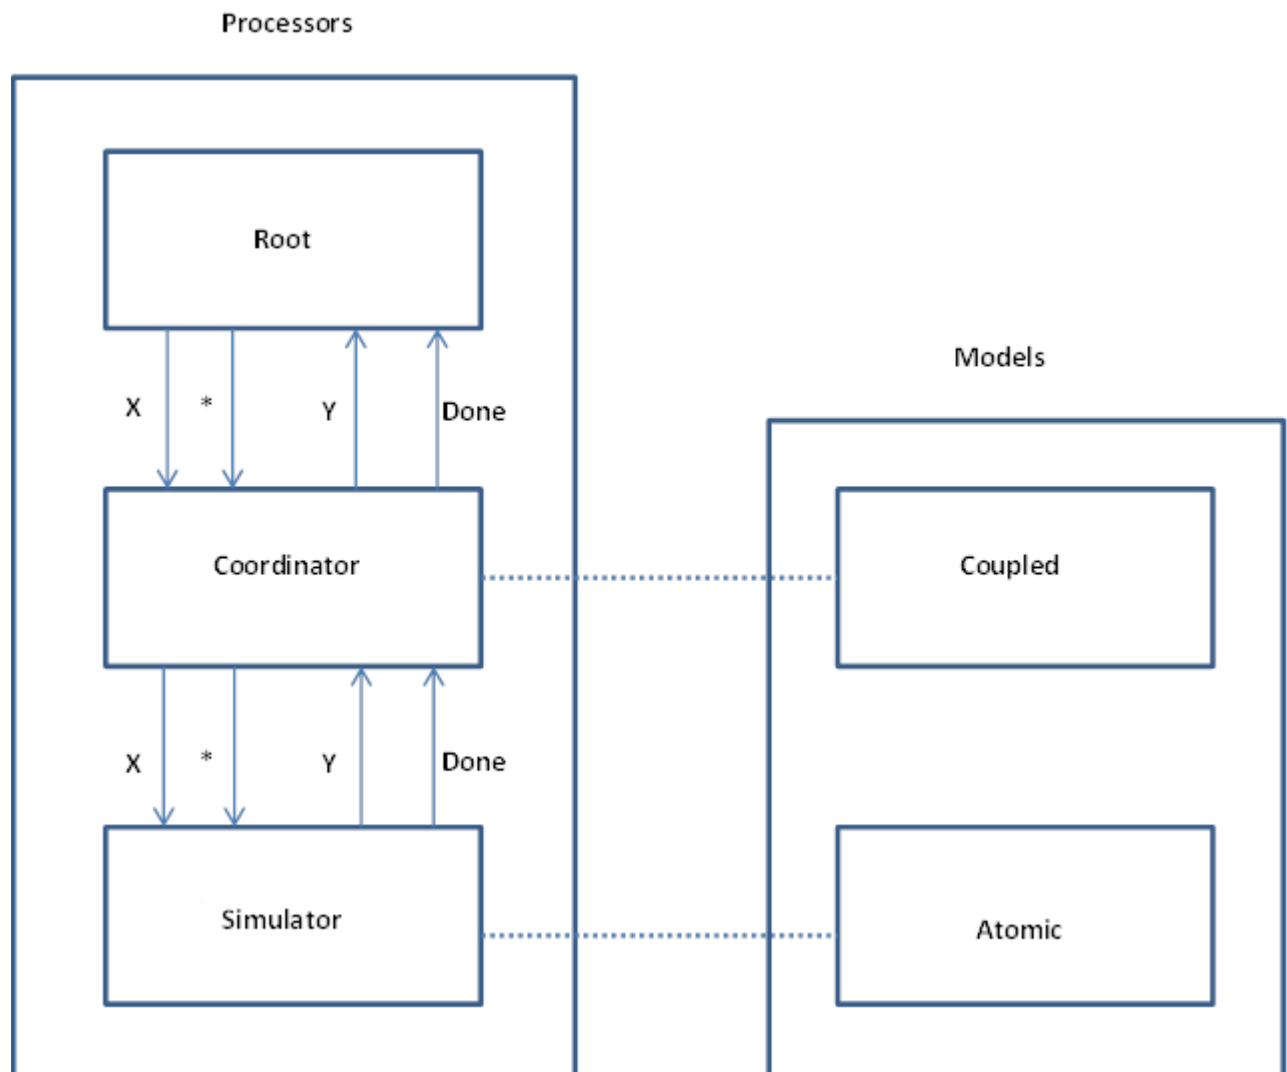 Processors
Root
Models
X * Y Done
Coordinator
Coupled
X * Y Done
Simulator
Atomic